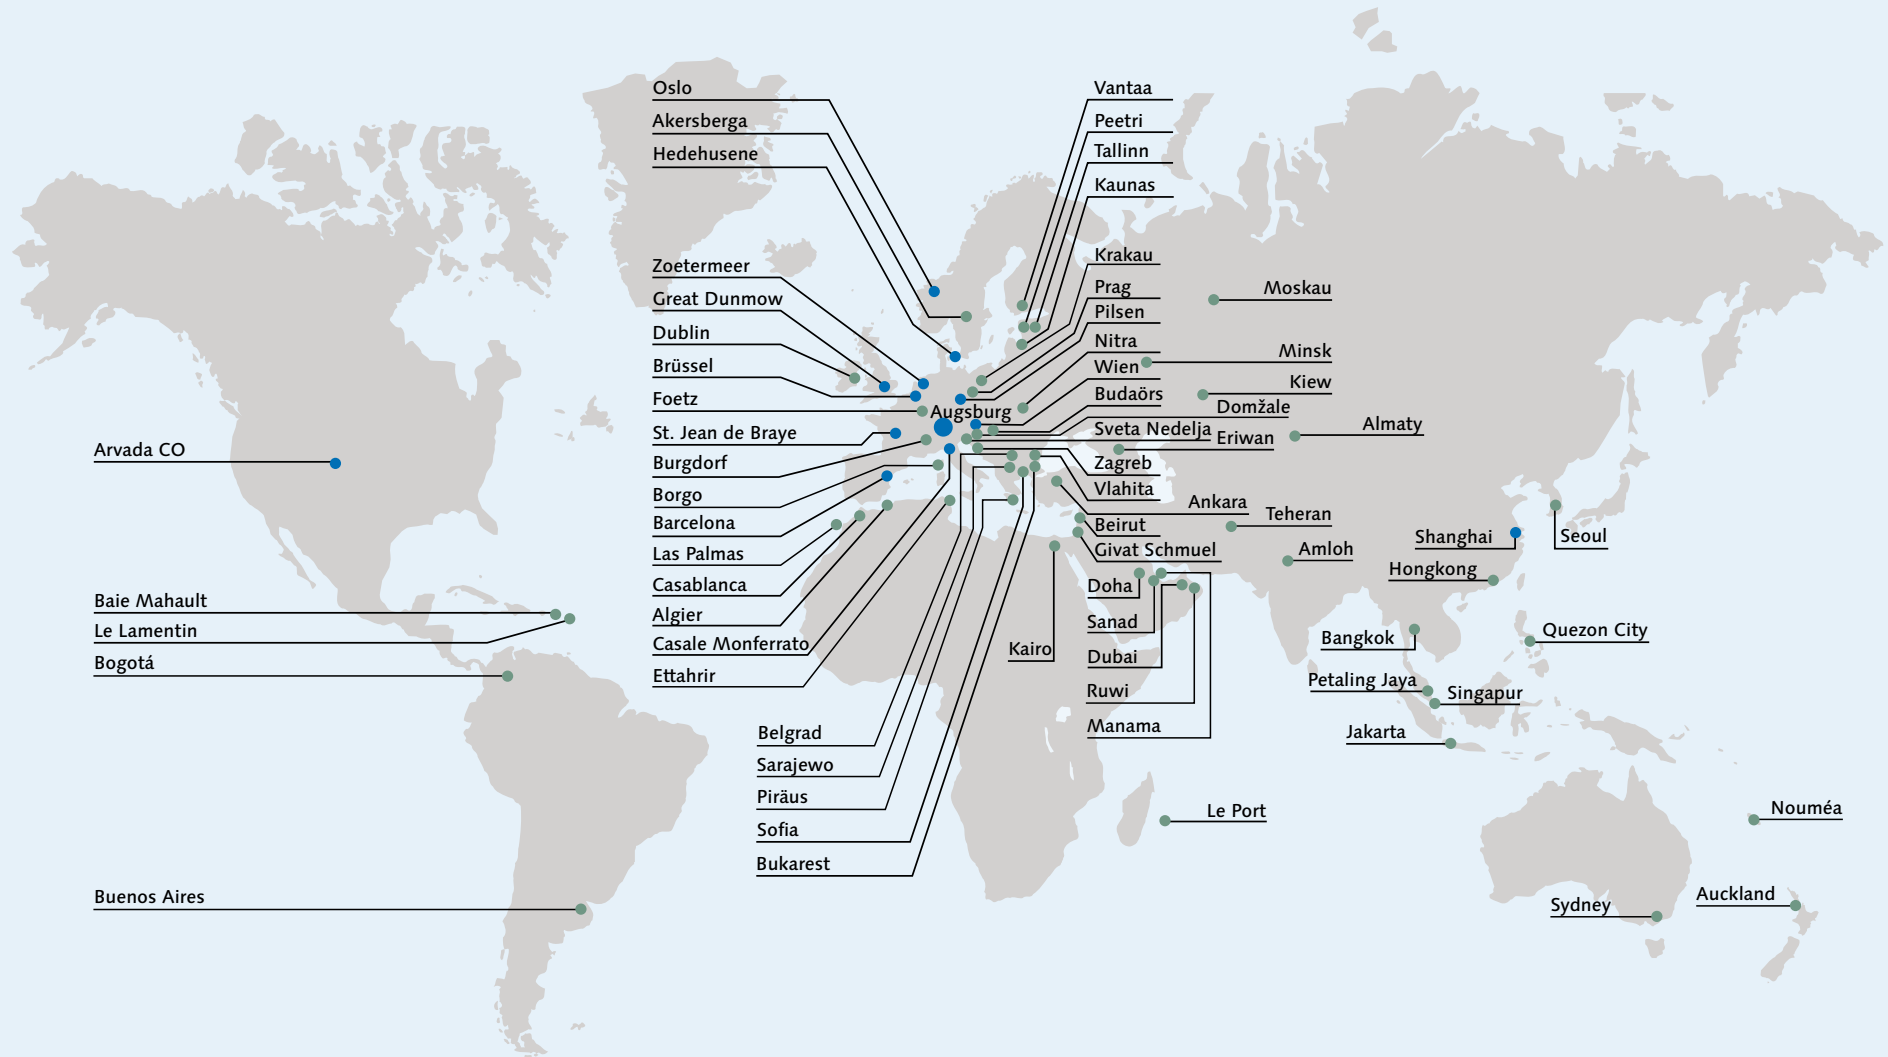 Oslo
Akersberga
Hedehusene
Zoetermeer
Great Dunmow
Dublin
Brüssel
Foetz
St. Jean de Braye
Burgdorf
Borgo
Barcelona
Las Palmas
Casablanca
Algier
Casale Monferrato
Ettahrir
Augsburg
Vantaa
Peetri
Tallinn
Kaunas
Krakau
Prag
Pilsen
Nitra
Wien
Budaörs
Domžale
Sveta Nedelja
Zagreb
Vlahita
Ankara
Beirut
Givat Schmuel
Moskau
Minsk
Kiew
Almaty
Eriwan
Teheran
Amloh
Doha
Sanad
Dubai
Ruwi
Manama
Kairo
Belgrad
Sarajewo
Piräus
Sofia
Bukarest
Arvada CO
Baie Mahault
Le Lamentin
Bogotá
Buenos Aires
Shanghai
Seoul
Hongkong
Bangkok
Quezon City
Petaling Jaya
Singapur
Jakarta
Le Port
Nouméa
Auckland
Sydney